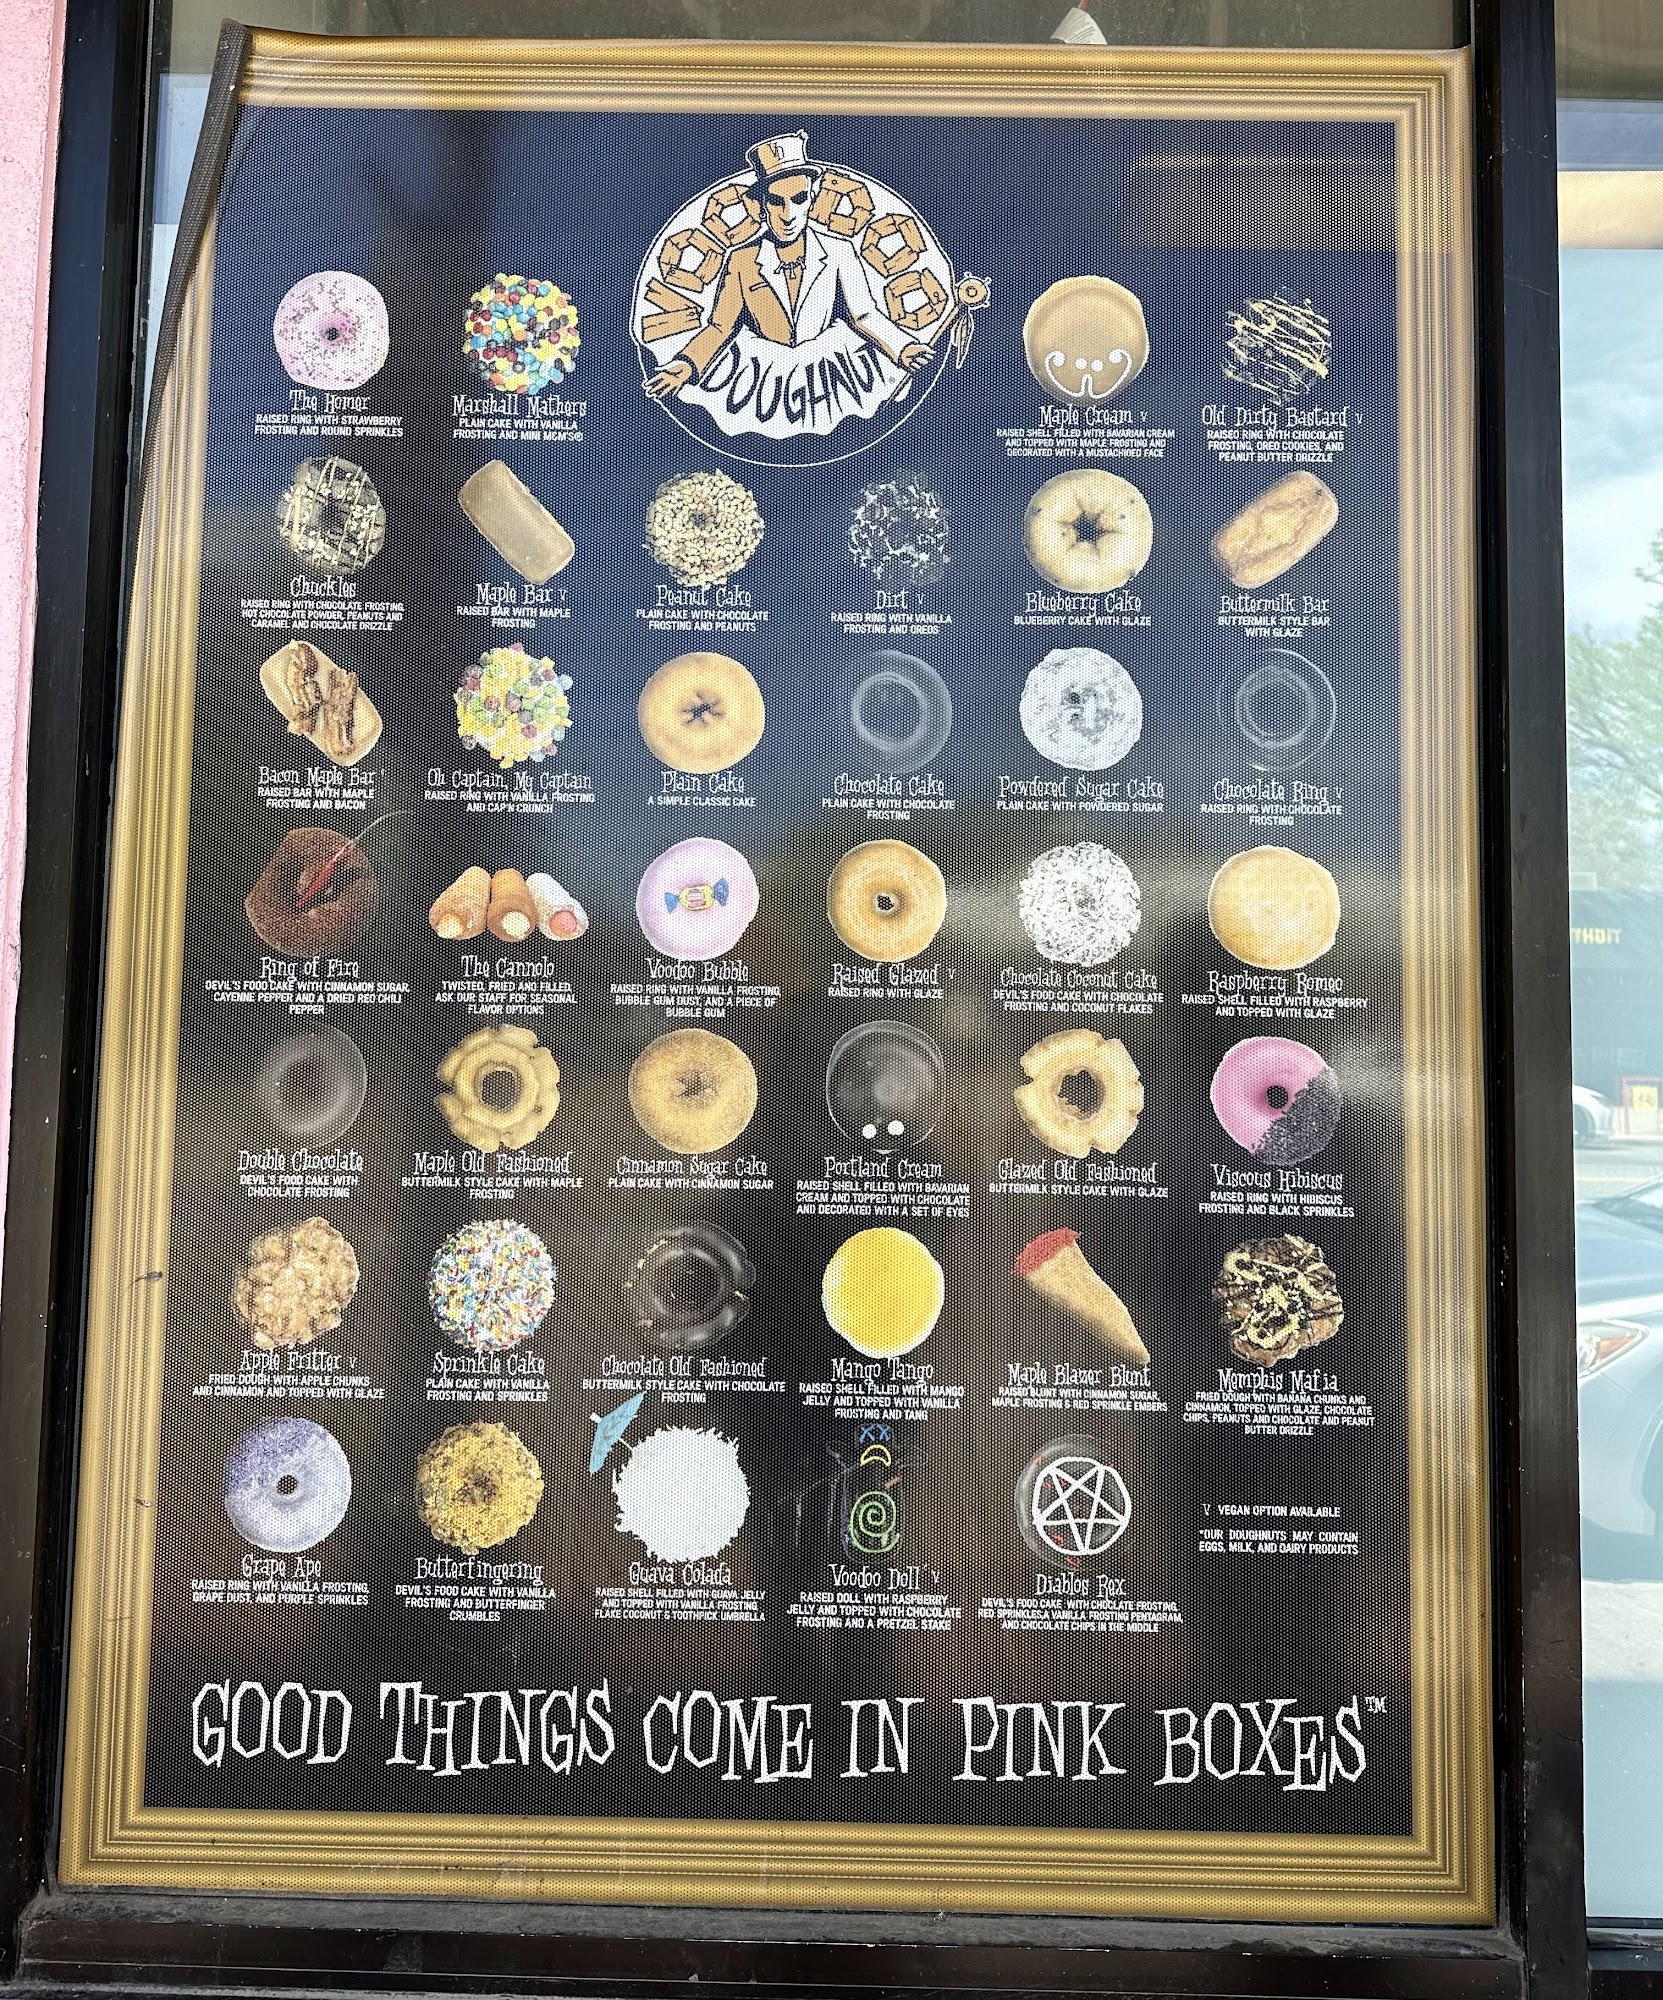 VOODOO
DOUGHNUT
The Homer
RAISED RING WITH STRAWBERRY
FROSTING AND ROUND SPRINKLES
Marshall Mathers
PLAIN CAKE WITH VANILLA
FROSTING AND MINI M&M'S®
Maple Cream V
RAISED SHELL FILLED WITH BAVARIAN CREAM
AND TOPPED WITH MAPLE FROSTING AND
DECORATED WITH A MUSTACHIOED FACE
Old Dirty Bastard V
RAISED RING WITH CHOCOLATE
FROSTING, OREO COOKIES, AND
PEANUT BUTTER DRIZZLE
Chuckles
RAISED RING WITH CHOCOLATE FROSTING,
HOT CHOCOLATE POWDER, PEANUTS AND
CARAMEL AND CHOCOLATE DRIZZLE
Maple Bar V
RAISED BAR WITH MAPLE
FROSTING
Peanut Cake
PLAIN CAKE WITH CHOCOLATE
FROSTING AND PEANUTS
Dirt V
RAISED RING WITH VANILLA
FROSTING AND OREOS
Blueberry Cake
BLUEBERRY CAKE WITH GLAZE
Buttermilk Bar
BUTTERMILK STYLE BAR
WITH GLAZE
Bacon Maple Bar V
RAISED BAR WITH MAPLE
FROSTING AND BACON
Oh Captain, My Captain
RAISED RING WITH VANILLA FROSTING
AND CAP'N CRUNCH
Plain Cake
A SIMPLE CLASSIC CAKE
Chocolate Cake
PLAIN CAKE WITH CHOCOLATE
FROSTING
Powdered Sugar Cake
PLAIN CAKE WITH POWDERED SUGAR
Chocolate Ring V
RAISED RING WITH CHOCOLATE
FROSTING
Ring of Fire
DEVIL'S FOOD CAKE WITH CINNAMON SUGAR,
CAYENNE PEPPER AND A DRIED RED CHILI
PEPPER
The Cannolo
TWISTED, FRIED AND FILLED,
ASK OUR STAFF FOR SEASONAL
FLAVOR OPTIONS
Voodoo Bubble
RAISED RING WITH VANILLA FROSTING,
BUBBLE GUM DUST, AND A PIECE OF
BUBBLE GUM
Raised Glazed V
RAISED RING WITH GLAZE
Chocolate Coconut Cake
DEVIL'S FOOD CAKE WITH CHOCOLATE
FROSTING AND COCONUT FLAKES
Raspberry Romeo
RAISED SHELL FILLED WITH RASPBERRY
AND TOPPED WITH GLAZE
Double Chocolate
DEVIL'S FOOD CAKE WITH
CHOCOLATE FROSTING
Maple Old Fashioned
BUTTERMILK STYLE CAKE WITH MAPLE
FROSTING
Cinnamon Sugar Cake
PLAIN CAKE WITH CINNAMON SUGAR
Portland Cream
RAISED SHELL FILLED WITH BAVARIAN
CREAM AND TOPPED WITH CHOCOLATE
AND DECORATED WITH A SET OF EYES
Glazed Old Fashioned
BUTTERMILK STYLE CAKE WITH GLAZE
Viscous Hibiscus
RAISED RING WITH HIBISCUS
FROSTING AND BLACK SPRINKLES
Apple Fritter V
FRIED DOUGH WITH APPLE CHUNKS
AND CINNAMON AND TOPPED WITH GLAZE
Sprinkle Cake
PLAIN CAKE WITH VANILLA
FROSTING AND SPRINKLES
Chocolate Old Fashioned
BUTTERMILK STYLE CAKE WITH CHOCOLATE
FROSTING
Mango Tango
RAISED SHELL FILLED WITH MANGO
JELLY AND TOPPED WITH VANILLA
FROSTING AND TANG
Maple Blazer Blunt
RAISED BLUNT WITH CINNAMON SUGAR,
MAPLE FROSTING & RED SPRINKLE EMBERS
Memphis Mafia
FRIED DOUGH WITH BANANA CHUNKS AND
CINNAMON, TOPPED WITH GLAZE, CHOCOLATE
CHIPS, PEANUTS AND CHOCOLATE AND PEANUT
BUTTER DRIZZLE
Grape Ape
RAISED RING WITH VANILLA FROSTING,
GRAPE DUST, AND PURPLE SPRINKLES
Butterfingering
DEVIL'S FOOD CAKE WITH VANILLA
FROSTING AND BUTTERFINGER
CRUMBLES
Guava Colada
RAISED SHELL FILLED WITH GUAVA JELLY
AND TOPPED WITH VANILLA FROSTING
FLAKE COCONUT & TOOTHPICK UMBRELLA
Voodoo Doll V
RAISED DOLL WITH RASPBERRY
JELLY AND TOPPED WITH CHOCOLATE
FROSTING AND A PRETZEL STAKE
Diablos Rex
DEVIL'S FOOD CAKE WITH CHOCLATE FROSTING,
RED SPRINKLES,A VANILLA FROSTING PENTAGRAM,
AND CHOCOLATE CHIPS IN THE MIDDLE
V VEGAN OPTION AVAILABLE
*OUR DOUGHNUTS MAY CONTAIN
EGGS, MILK, AND DAIRY PRODUCTS
GOOD THINGS COME IN PINK BOXES™